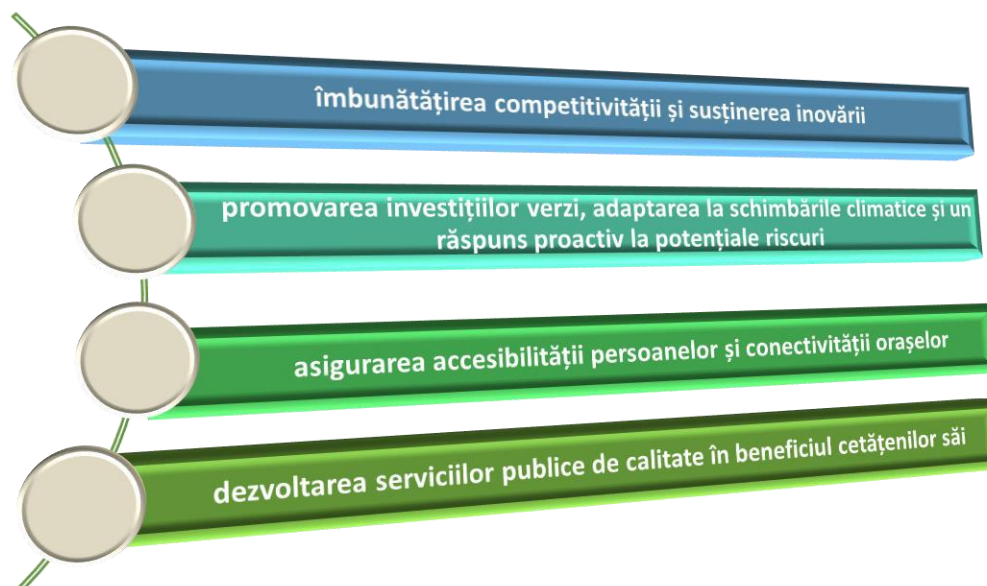 îmbunătățirea competitivității și susținerea inovării
promovarea investițiilor verzi, adaptarea la schimbările climatice și un
răspuns proactiv la potențiale riscuri
asigurarea accesibilității persoanelor și conectivității orașelor
dezvoltarea serviciilor publice de calitate în beneficiul cetățenilor săi